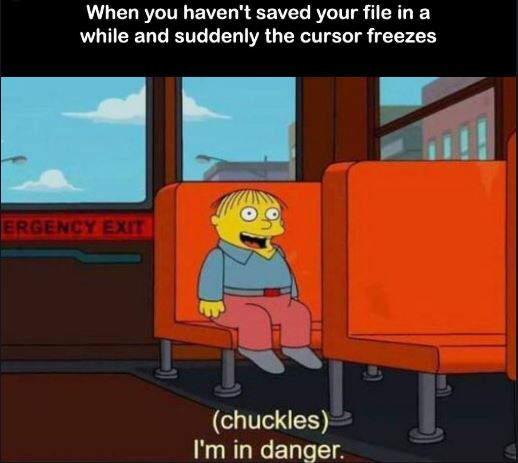 When you haven't saved your file in a
while and suddenly the cursor freezes
ERGENCY EXIT
(chuckles)
I'm in danger.